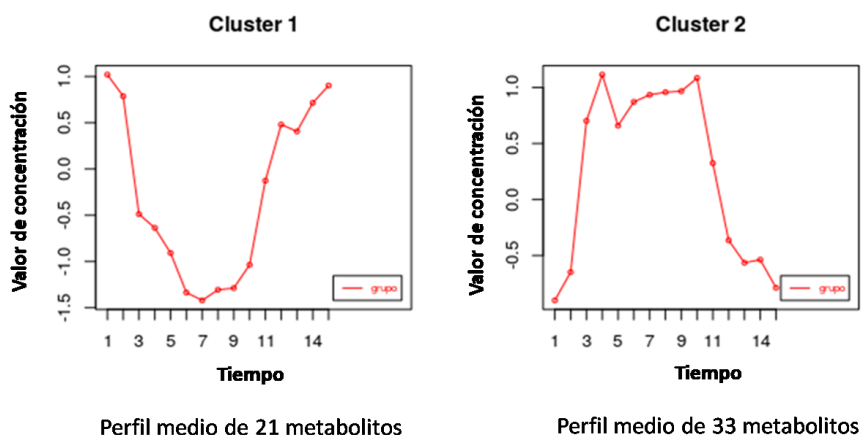 Cluster 1
Valor de concentración
1.0
0.5
0.0
-0.5
-1.0
-1.5
grupo
1 3 5 7 9 11 14
Tiempo
Perfil medio de 21 metabolitos
Cluster 2
Valor de concentración
1.0
0.5
0.0
-0.5
grupo
1 3 5 7 9 11 14
Tiempo
Perfil medio de 33 metabolitos